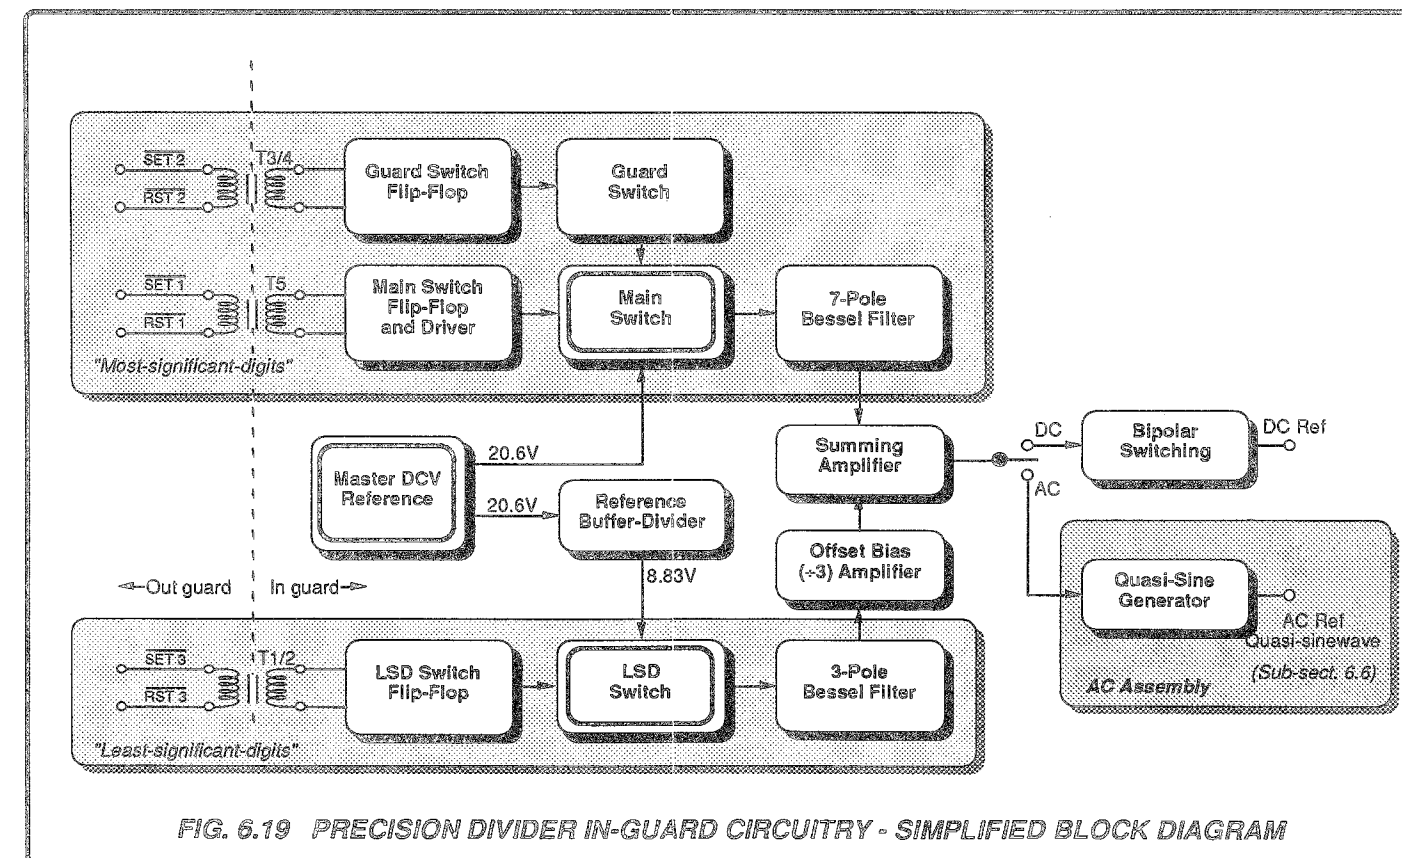 SET 2
T3/4
RST 2
Guard Switch
Flip-Flop
Guard
Switch
SET 1
T5
RST 1
Main Switch
Flip-Flop
and Driver
Main
Switch
7-Pole
Bessel Filter
"Most-significant-digits"
Master DCV
Reference
20.6V
20.6V
Reference
Buffer-Divider
8.83V
Summing
Amplifier
Offset Bias
(÷3) Amplifier
DC
AC
Bipolar
Switching
DC Ref
Quasi-Sine
Generator
AC Ref
Quasi-sinewave
(Sub-sect. 6.6)
AC Assembly
Out guard
In guard
SET 3
T1/2
RST 3
LSD Switch
Flip-Flop
LSD
Switch
3-Pole
Bessel Filter
"Least-significant-digits"
FIG. 6.19 PRECISION DIVIDER IN-GUARD CIRCUITRY - SIMPLIFIED BLOCK DIAGRAM